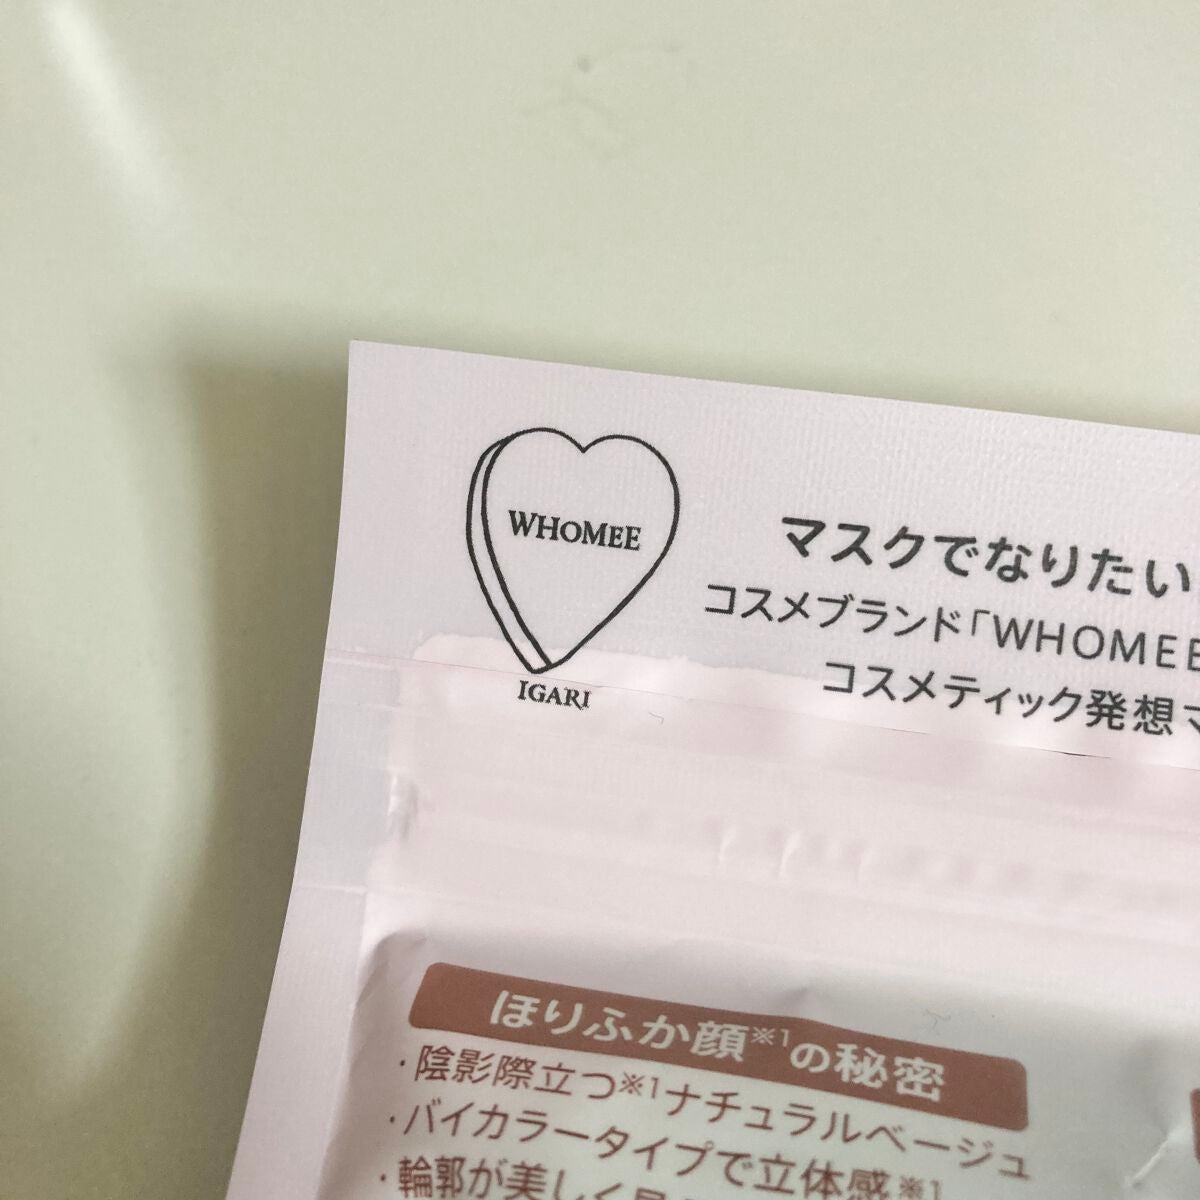 WHOMEE
IGARI
マスクでなりたい
コスメブランド「WHOMEE
コスメティック発想
ほりふか顔※1の秘密
・陰影際立つ※1ナチュラルベージュ
・バイカラータイプで立体感※1
・輪郭が美しく